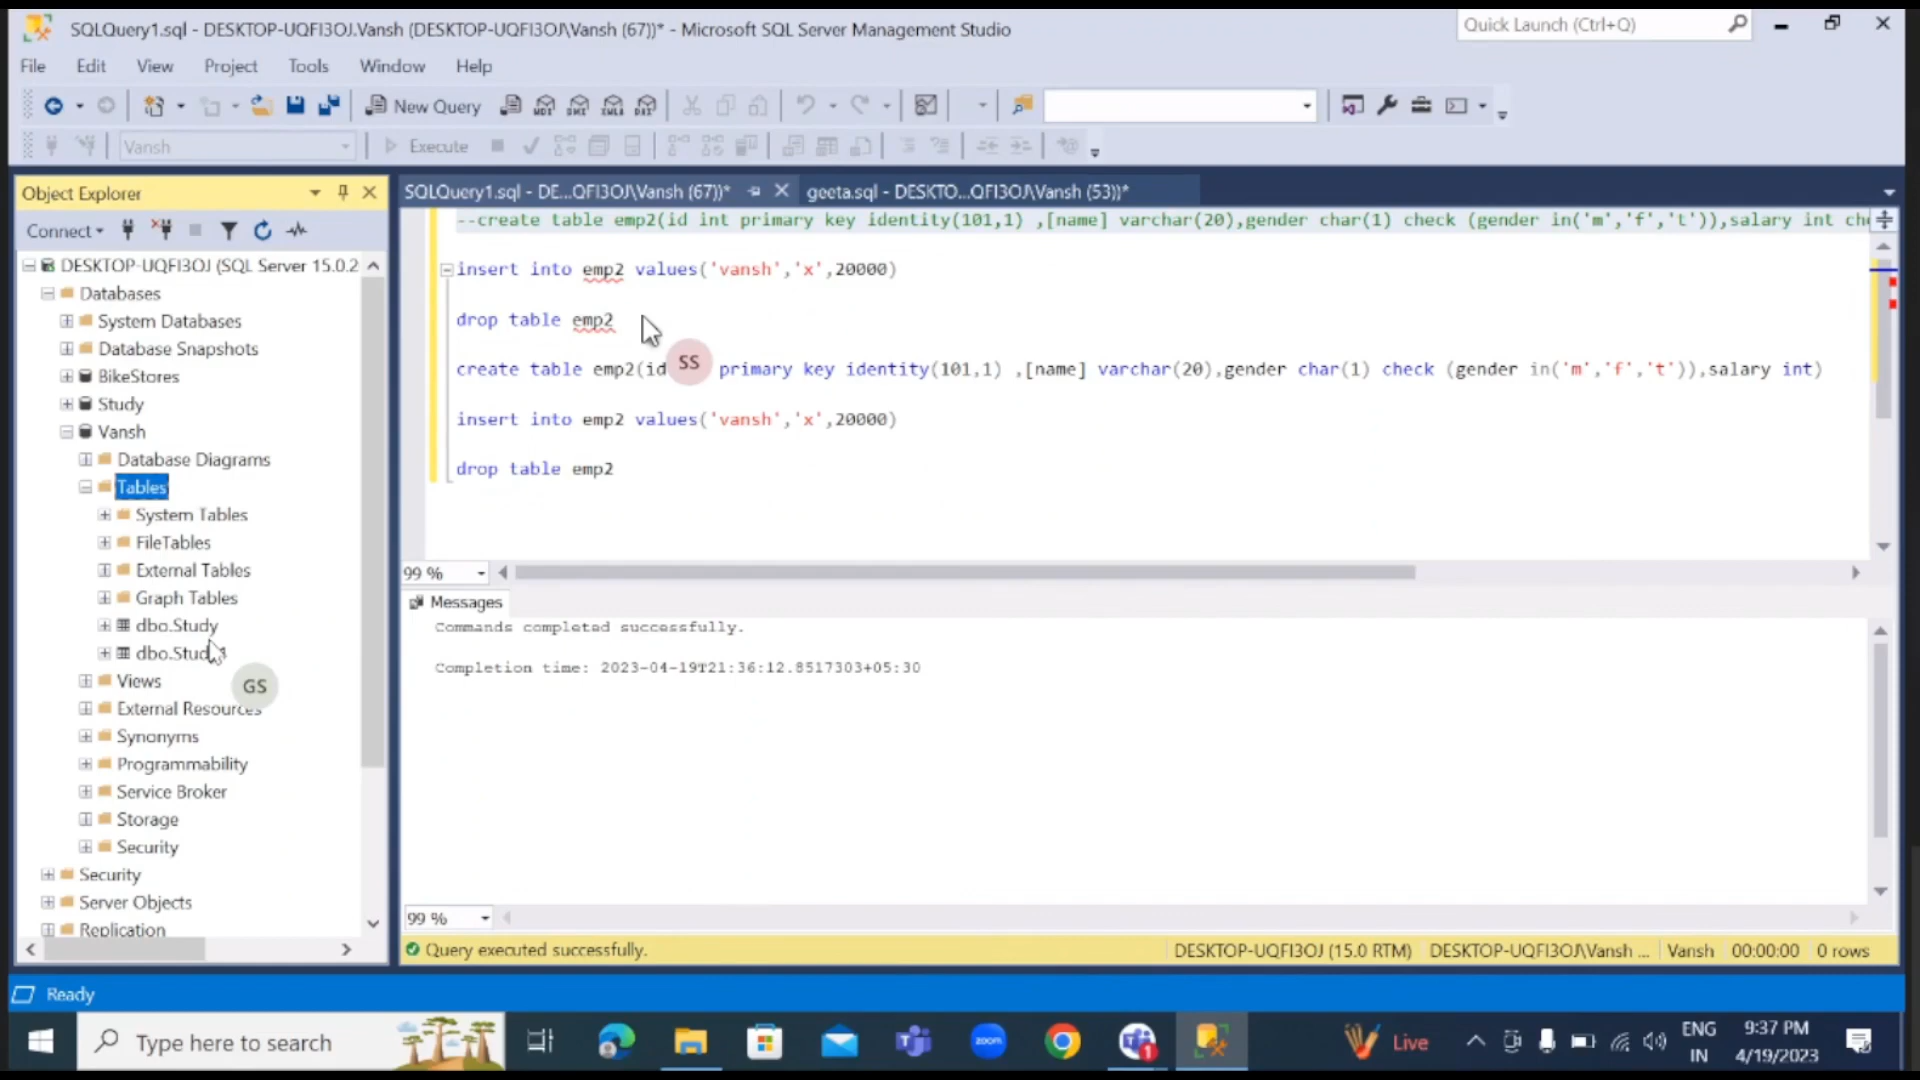 SQLQuery1.sql - DESKTOP-UQFI3OJ.Vansh (DESKTOP-UQFI3OJ\Vansh (67))* - Microsoft SQL Server Management Studio
Quick Launch (Ctrl+Q)
File Edit View Project Tools Window Help
New Query
Vansh
Execute
Object Explorer
SQLQuery1.sql - DE...QFI3OJ\Vansh (67))*
geeta.sql - DESKTO...QFI3OJ\Vansh (53))*
Connect
DESKTOP-UQFI3OJ (SQL Server 15.0.2
Databases
System Databases
Database Snapshots
BikeStores
Study
Vansh
Database Diagrams
Tables
System Tables
FileTables
External Tables
Graph Tables
dbo.Study
dbo.Stud
GS
Views
External Resources
Synonyms
Programmability
Service Broker
Storage
Security
Security
Server Objects
Replication
--create table emp2(id int primary key identity(101,1) ,[name] varchar(20),gender char(1) check (gender in('m','f','t')),salary int che
insert into emp2 values('vansh','x',20000)
drop table emp2
SS
create table emp2(id primary key identity(101,1) ,[name] varchar(20),gender char(1) check (gender in('m','f','t')),salary int)
insert into emp2 values('vansh','x',20000)
drop table emp2
99 %
Messages
Commands completed successfully.
Completion time: 2023-04-19T21:36:12.8517303+05:30
99 %
Query executed successfully.
DESKTOP-UQFI3OJ (15.0 RTM) DESKTOP-UQFI3OJ\Vansh ... Vansh 00:00:00 0 rows
Ready
Type here to search
zoom
1
Live
ENG
IN
9:37 PM
4/19/2023